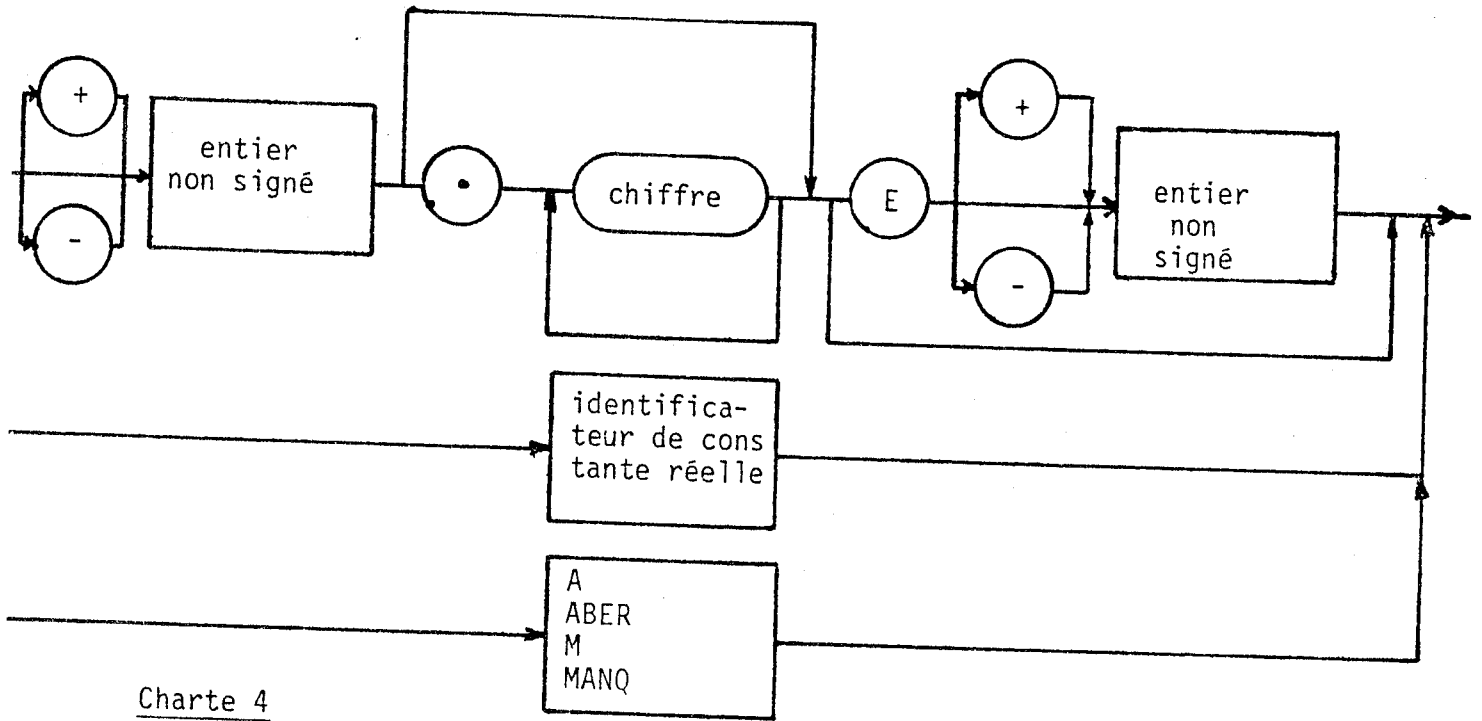 +
-
entier
non signé
.
chiffre
E
+
-
entier
non
signé
identifica-
teur de cons
tante réelle
A
ABER
M
MANQ
Charte 4